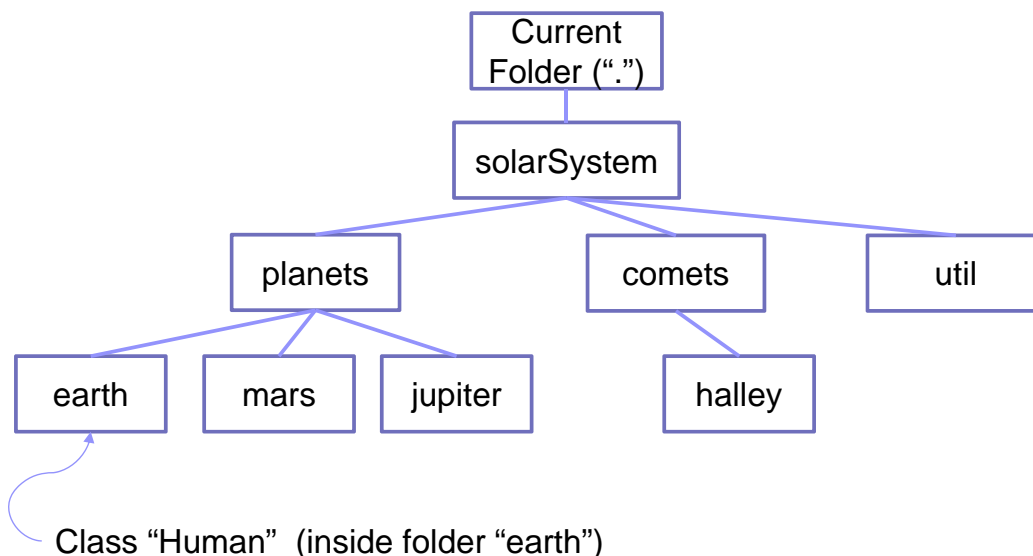 Current
Folder (“.”)
solarSystem
planets
comets
util
earth
mars
jupiter
halley
Class “Human”  (inside folder “earth”)